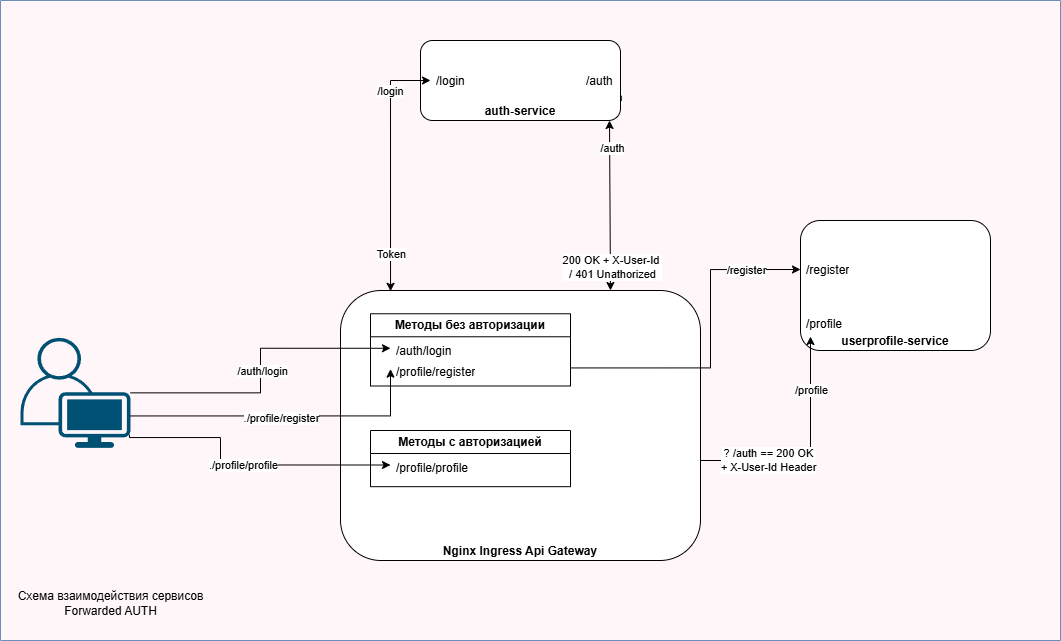 /login
/auth
auth-service
/login
/auth
Token
200 OK + X-User-Id
/ 401 Unathorized
/register
/register
/profile
userprofile-service
/profile
Методы без авторизации
/auth/login
/profile/register
/auth/login
./profile/register
Методы с авторизацией
/profile/profile
./profile/profile
? /auth == 200 OK
+ X-User-Id Header
Nginx Ingress Api Gateway
Схема взаимодействия сервисов
Forwarded AUTH